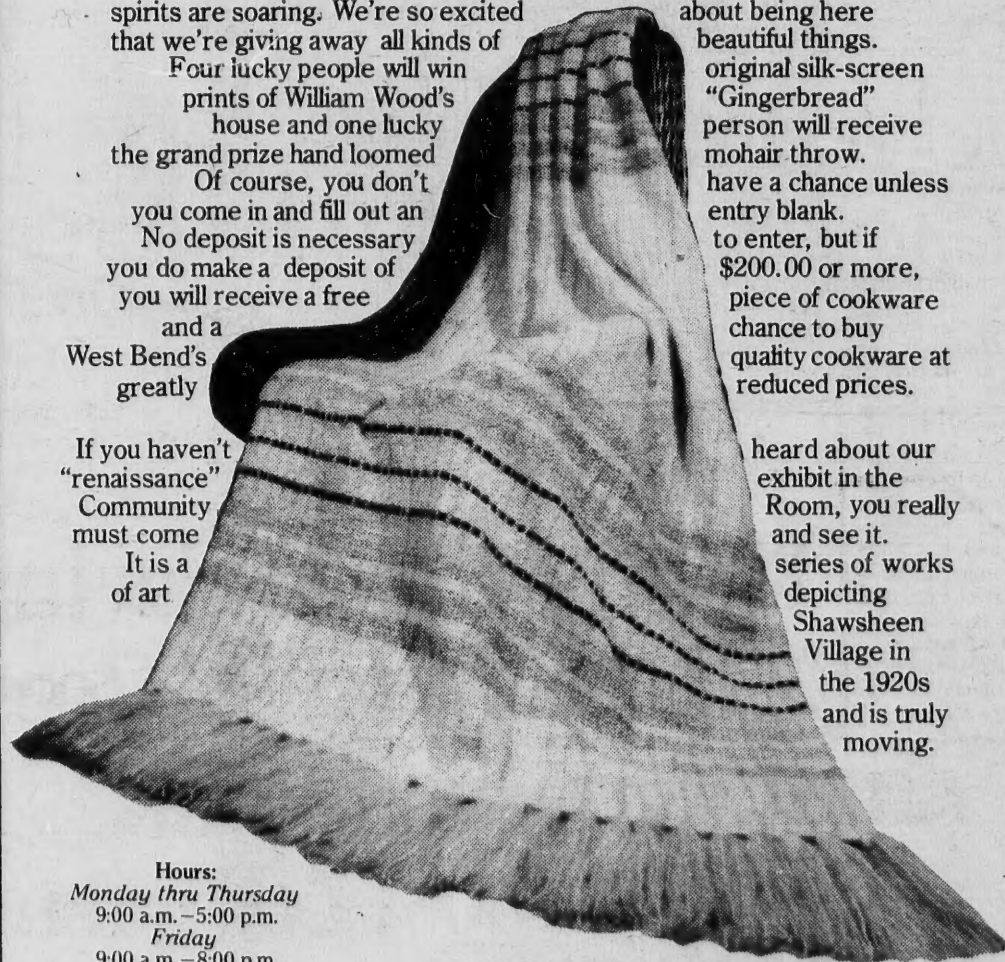 spirits are soaring. We're so excited about being here
that we're giving away all kinds of beautiful things.
Four lucky people will win original silk-screen
prints of William Wood's "Gingerbread"
house and one lucky person will receive
the grand prize hand loomed mohair throw.
Of course, you don't have a chance unless
you come in and fill out an entry blank.
No deposit is necessary to enter, but if
you do make a deposit of $200.00 or more,
you will receive a free piece of cookware
and a chance to buy
West Bend's quality cookware at
greatly reduced prices.
If you haven't heard about our
"renaissance" exhibit in the
Community Room, you really
must come and see it.
It is a series of works
of art depicting
Shawsheen
Village in
the 1920s
and is truly
moving.
Hours:
Monday thru Thursday
9:00 a.m.–5:00 p.m.
Friday
9:00 a.m.–8:00 p.m.